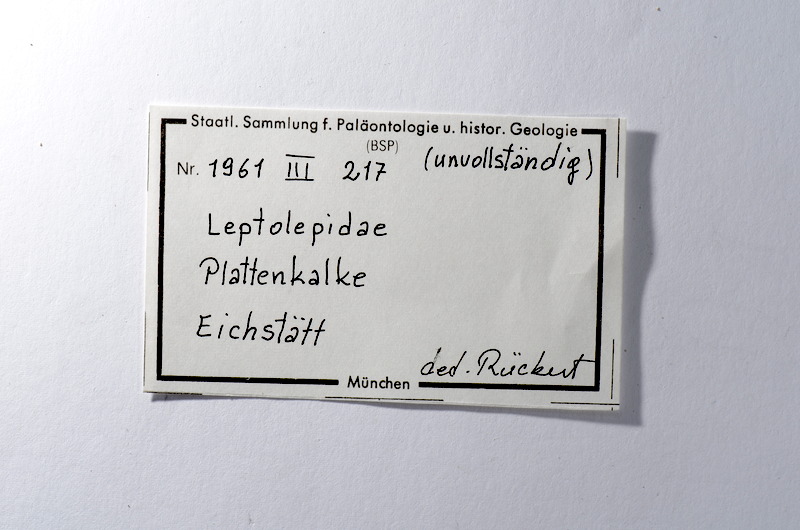 Staatl. Sammlung f. Paläontologie u. histor. Geologie
(BSP)
Nr. 1961 III 217 (unvollständig)
Leptolepidae
Plattenkalke
Eichstätt
ded. Rückert
München